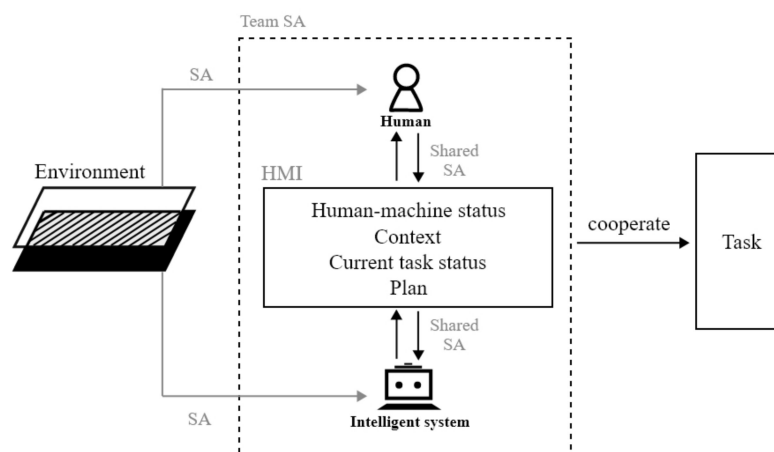 Team SA
SA
Human
Environment
Shared
SA
HMI
Human-machine status
Context
Current task status
Plan
cooperate
Task
Shared
SA
SA
Intelligent system